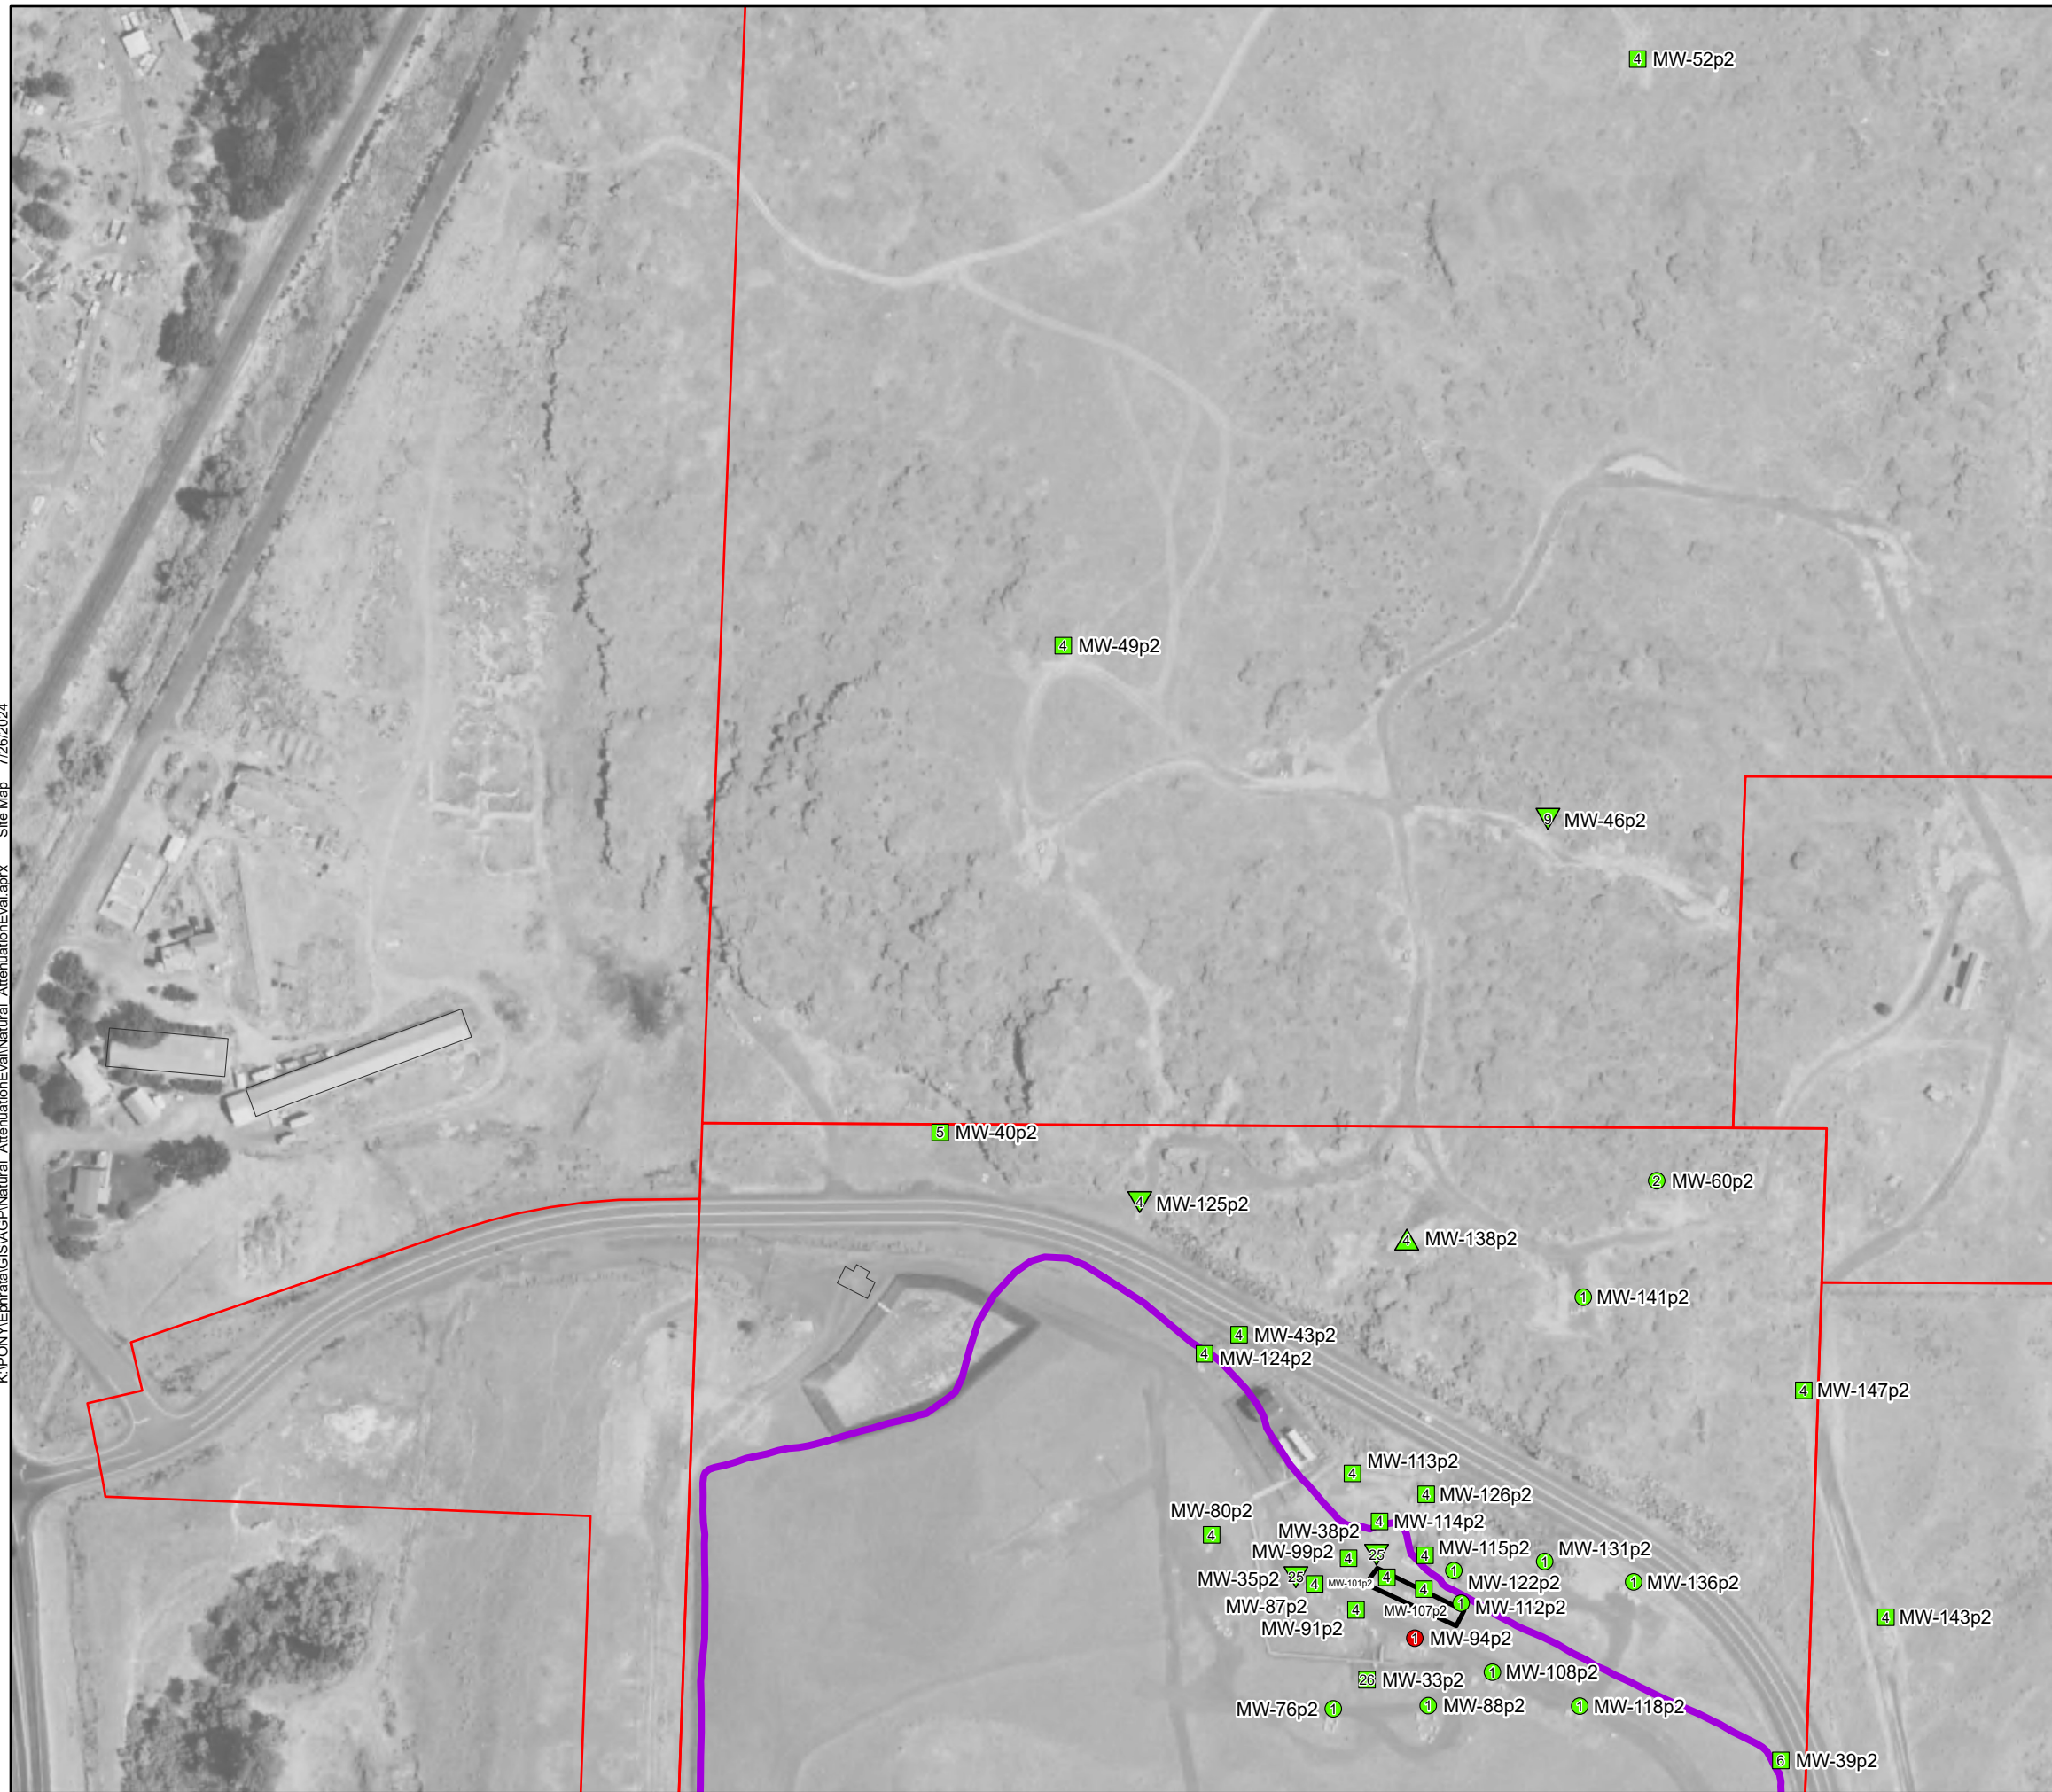 4 MW-52p2
4 MW-49p2
9 MW-46p2
K:\PONY\Ephrata\GIS\AGP\Natural_AttenuationEval\Natural_AttenuationEval.aprx Site Map 7/26/2024
5 MW-40p2
2 MW-60p2
4 MW-125p2
4 MW-138p2
1 MW-141p2
4 MW-43p2
4 MW-124p2
4 MW-147p2
4 MW-113p2
4 MW-126p2
MW-80p2
4
4 MW-114p2
MW-38p2
25
MW-99p2 4
4 MW-115p2
1 MW-131p2
MW-35p2 25
4
MW-101p2 4
1 MW-122p2
1 MW-136p2
MW-87p2
4
MW-107p2
1 MW-112p2
4
MW-91p2
4 MW-143p2
1 MW-94p2
1 MW-108p2
26 MW-33p2
MW-76p2 1
1 MW-88p2
1 MW-118p2
6 MW-39p2